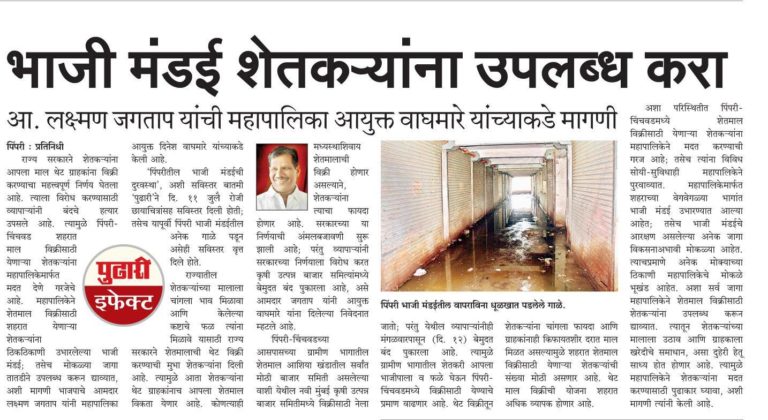 भाजी मंडई शेतकऱ्यांना उपलब्ध करा
आ. लक्ष्मण जगताप यांची महापालिका आयुक्त वाघमारे यांच्याकडे मागणी
पिंपरी : प्रतिनिधी
राज्य सरकारने शेतकऱ्यांना
आपला माल थेट ग्राहकांना विक्री
करण्याचा महत्त्वपूर्ण निर्णय घेतला
आहे. त्याला विरोध करण्यासाठी
व्यापाऱ्यांनी बंदचे हत्यार
उपसले आहे. त्यामुळे पिंपरी-
चिंचवड शहरात
माल विक्रीसाठी
येणाऱ्या शेतकऱ्यांना
महापालिकेमार्फत
मदत देणे गरजेचे
आहे. महापालिकेने
शेतमाल विक्रीसाठी
शहरात येणाऱ्या
शेतकऱ्यांना
ठिकठिकाणी उभारलेल्या भाजी
मंडई; तसेच मोकळ्या जागा
तातडीने उपलब्ध करून द्याव्यात,
अशी मागणी भाजपाचे आमदार
लक्ष्मण जगताप यांनी महापालिका
आयुक्त दिनेश वाघमारे यांच्याकडे
केली आहे.
'पिंपरीतील भाजी मंडईची
दुरवस्था', अशी सविस्तर बातमी
'पुढारी'ने दि. ११ जुलै रोजी
छायाचित्रांसह सविस्तर दिली होती;
तसेच यापूर्वी पिंपरी भाजी मंडईतील
अनेक गाळे पडून
असेही सविस्तर वृत्त
दिले होते.
राज्यातील
शेतकऱ्यांच्या मालाला
चांगला भाव मिळावा
आणि केलेल्या
कष्टाचे फळ त्यांना
मिळावे यासाठी राज्य
सरकारने शेतमालाची थेट विक्री
करण्याची मुभा शेतकऱ्यांना दिली
आहे. त्यामुळे आता शेतकऱ्यांना
थेट ग्राहकांनाच आपला शेतमाल
विकता येणार आहे. कोणत्याही
पुढारी
इफेक्ट
मध्यस्थाशिवाय
शेतमालाची
विक्री होणार
असल्याने,
शेतकऱ्यांना
त्याचा फायदा
होणार आहे. सरकारच्या या
निर्णयाची अंमलबजावणी सुरू
झाली आहे; परंतु व्यापाऱ्यांनी
सरकारच्या निर्णयाला विरोध करत
कृषी उत्पन्न बाजार समित्यांमध्ये
बेमुदत बंद पुकारला आहे, असे
आमदार जगताप यांनी आयुक्त
वाघमारे यांना दिलेल्या निवेदनात
म्हटले आहे.
पिंपरी-चिंचवडच्या
आसपासच्या ग्रामीण भागातील
शेतमाल आशिया खंडातील सर्वांत
मोठी बाजार समिती असलेल्या
वाशी येथील नवी मुंबई कृषी उत्पन्न
बाजार समितीमध्ये विक्रीसाठी नेला
पिंपरी भाजी मंडईतील वापराविना धूळखात पडलेले गाळे.
जातो; परंतु येथील व्यापाऱ्यांनीही
मंगळवारपासून (दि. १२) बेमुदत
बंद पुकारला आहे. त्यामुळे
ग्रामीण भागातील शेतकरी आपला
भाजीपाला व फळे घेऊन पिंपरी-
चिंचवडमध्ये विक्रीसाठी येण्याचे
प्रमाण वाढणार आहे. थेट विक्रीतून
शेतकऱ्यांना चांगला फायदा आणि
ग्राहकांनाही किफायतशीर दरात माल
मिळत असल्यामुळे शहरात शेतमाल
विक्रीसाठी येणाऱ्या शेतकऱ्यांची
संख्या मोठी असणार आहे. थेट
माल विक्रीची योजना शहरात
अधिक व्यापक होणार आहे.
अशा परिस्थितीत पिंपरी-
चिंचवडमध्ये शेतमाल
विक्रीसाठी येणाऱ्या शेतकऱ्यांना
महापालिकेने मदत करण्याची
गरज आहे; तसेच त्यांना विविध
सोयी-सुविधाही महापालिकेने
पुरवाव्यात. महापालिकेमार्फत
शहराच्या वेगवेगळ्या भागांत
भाजी मंडई उभारण्यात आल्या
आहेत; तसेच भाजी मंडईचे
आरक्षण असलेल्या अनेक जागा
विकसनाअभावी मोकळ्या आहेत.
त्याचप्रमाणे अनेक मोक्याच्या
ठिकाणी महापालिकेचे मोकळे
भूखंड आहेत. अशा सर्व जागा
महापालिकेने शेतमाल विक्रीसाठी
शेतकऱ्यांना उपलब्ध करून
द्याव्यात. त्यातून शेतकऱ्यांच्या
मालाला उठाव आणि ग्राहकाला
खरेदीचे समाधान, असा दुहेरी हेतू
साध्य होत होणार आहे. त्यामुळे
महापालिकेने शेतकऱ्यांना मदत
करण्यासाठी पुढाकार घ्यावा, अशी
मागणी त्यांनी केली आहे.